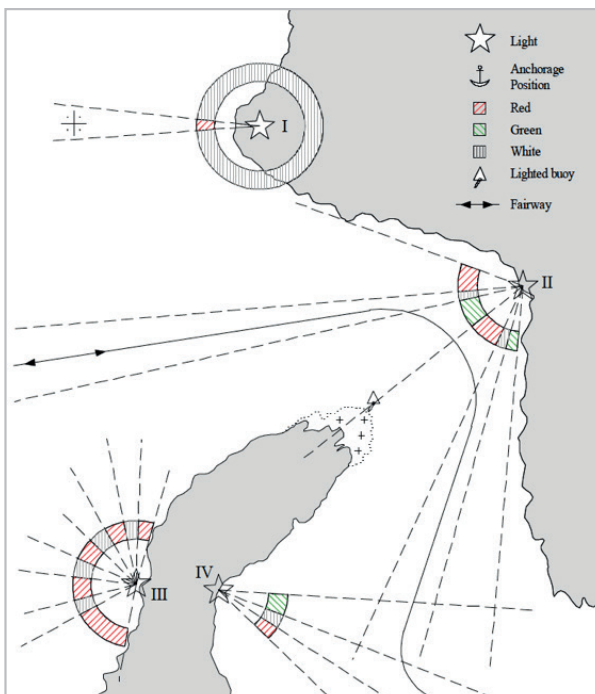 Light
Anchorage
Position
Red
Green
White
Lighted buoy
Fairway
I
II
III
IV